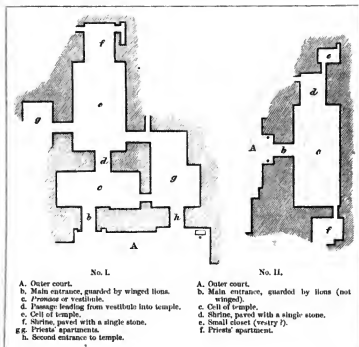 f
e
g
d
c
g
b
h
A
e
d
A
b
c
f
No. I.
A. Outer court.
b. Main entrance, guarded by winged lions.
c. Pronaos or vestibule.
d. Passage leading from vestibule into temple.
e. Cell of temple.
f. Shrine, paved with a single stone.
g g. Priests' apartments.
h. Second entrance to temple.
No. II.
A. Outer court.
b. Main entrance, guarded by lions (not
winged).
c. Cell of temple.
d. Shrine, paved with a single stone.
e. Small closet (vestry ?).
f. Priests' apartment.